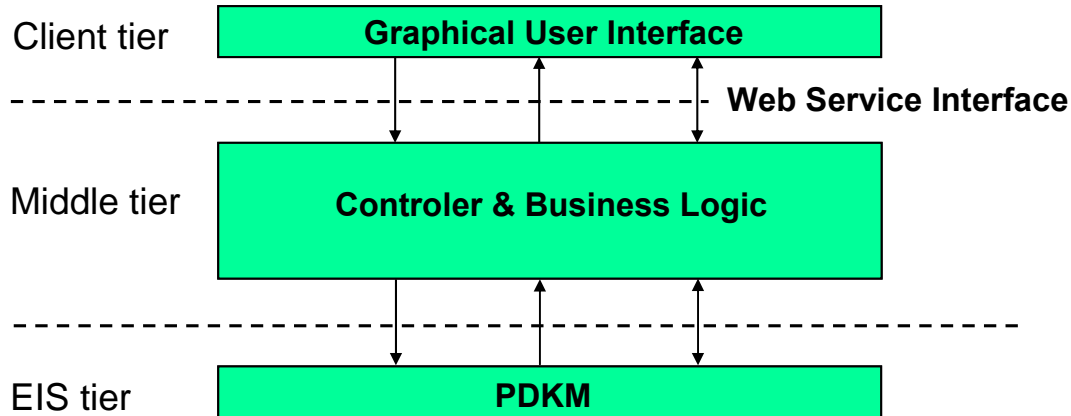 Client tier
Graphical User Interface
Web Service Interface
Middle tier
Controler & Business Logic
EIS tier
PDKM